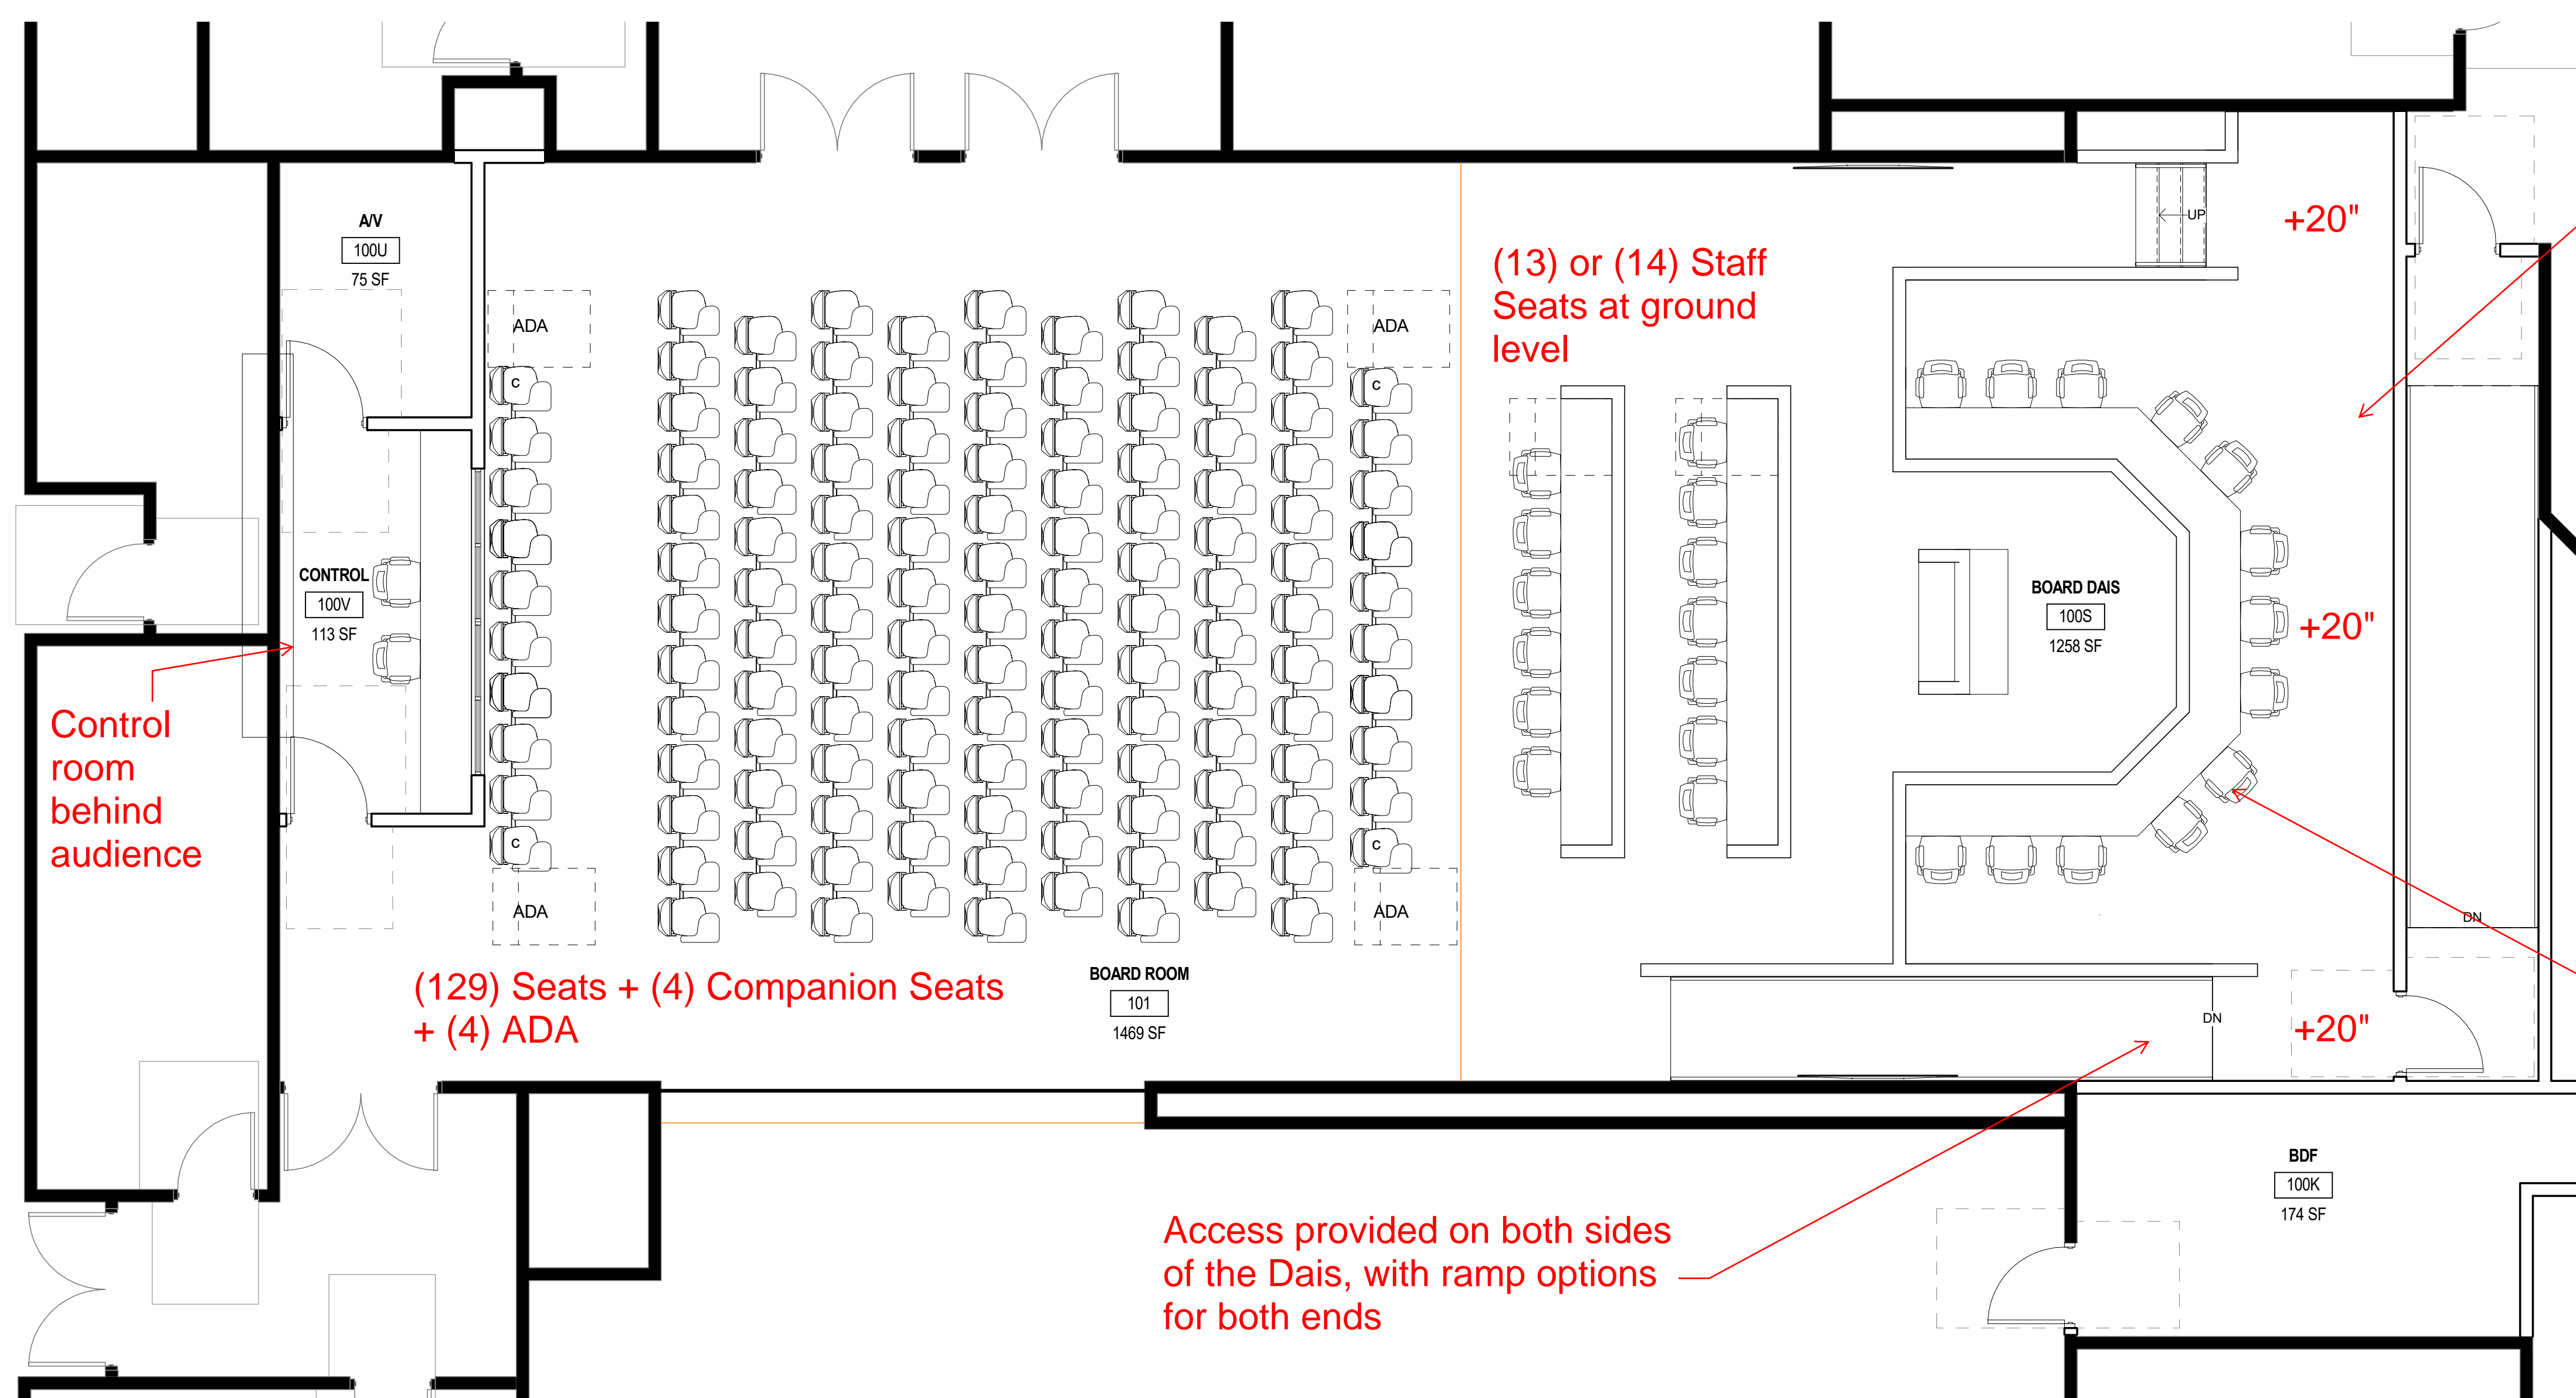 A/V
100U
75 SF
UP
+20"
(13) or (14) Staff
Seats at ground
level
ADA
ADA
C
C
CONTROL
100V
113 SF
BOARD DAIS
100S
1258 SF
+20"
Control
room
behind
audience
C
C
ADA
ADA
DN
(129) Seats + (4) Companion Seats
+ (4) ADA
BOARD ROOM
101
1469 SF
DN
+20"
BDF
100K
174 SF
Access provided on both sides
of the Dais, with ramp options
for both ends